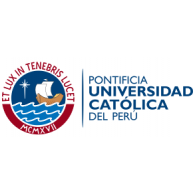 ET LUX IN TENEBRIS LUCET
MCMXVII
PONTIFICIA
UNIVERSIDAD
CATÓLICA
DEL PERÚ